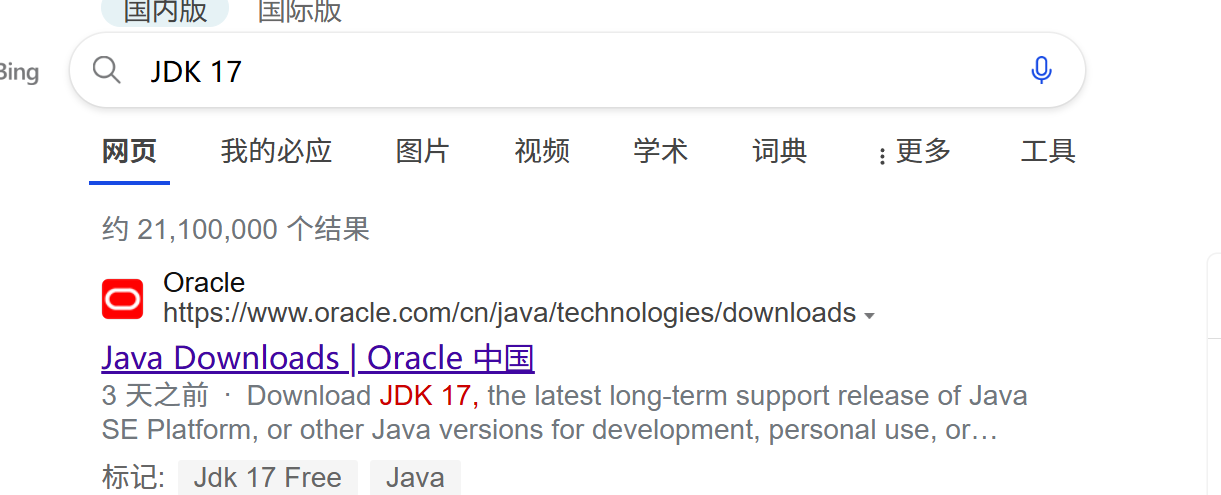 国内版 国际版
Bing
JDK 17
网页 我的必应 图片 视频 学术 词典 更多 工具
约 21,100,000 个结果
Oracle
https://www.oracle.com/cn/java/technologies/downloads
Java Downloads | Oracle 中国
3 天之前 · Download JDK 17, the latest long-term support release of Java
SE Platform, or other Java versions for development, personal use, or…
标记: Jdk 17 Free Java